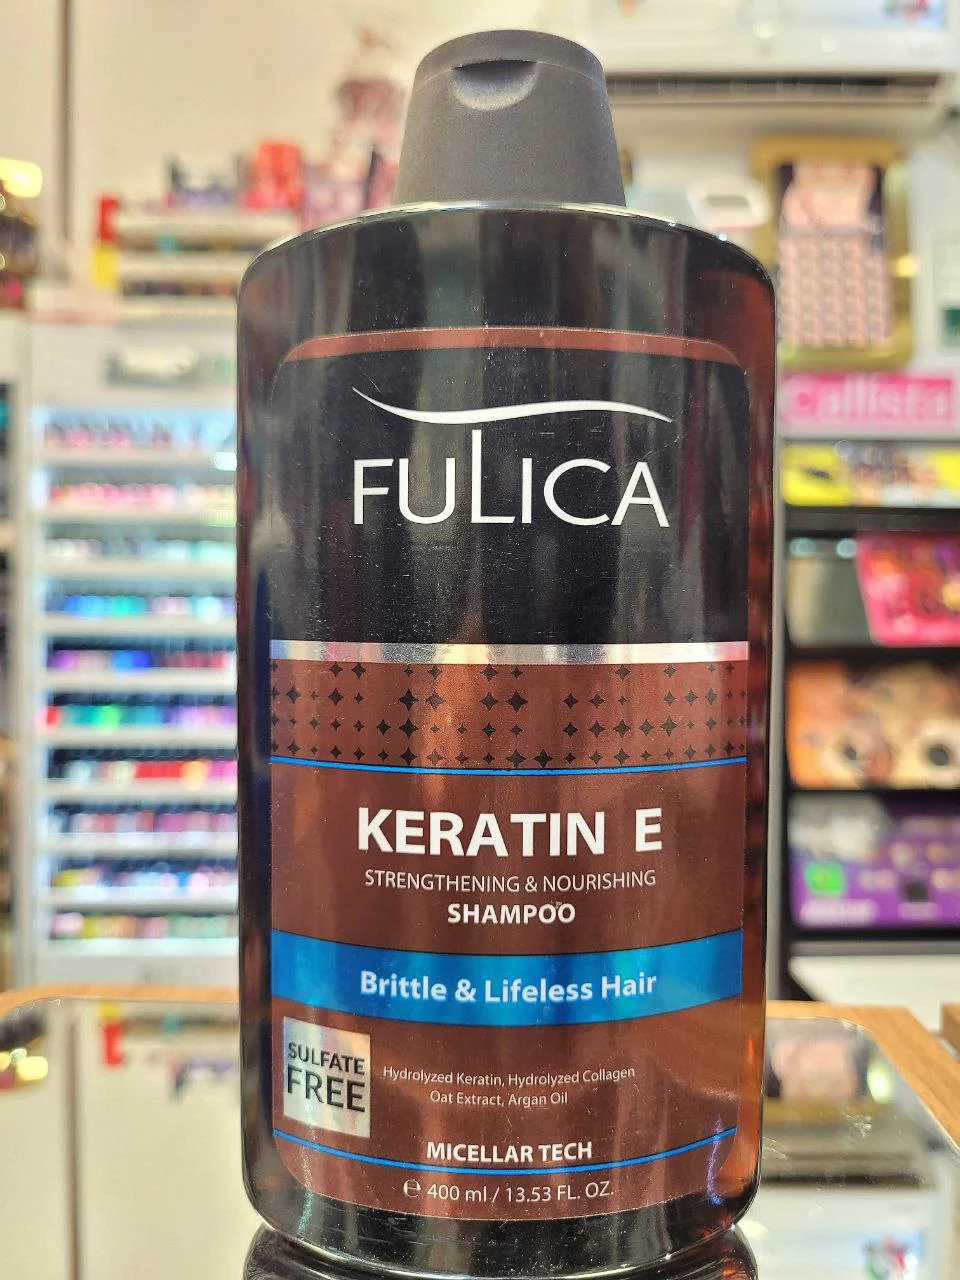 Callista
FULICA
KERATIN E
STRENGTHENING & NOURISHING
SHAMPOO
Brittle & Lifeless Hair
SULFATE
FREE
Hydrolyzed Keratin, Hydrolyzed Collagen
Oat Extract, Argan Oil
MICELLAR TECH
℮ 400 ml / 13.53 FL. OZ.